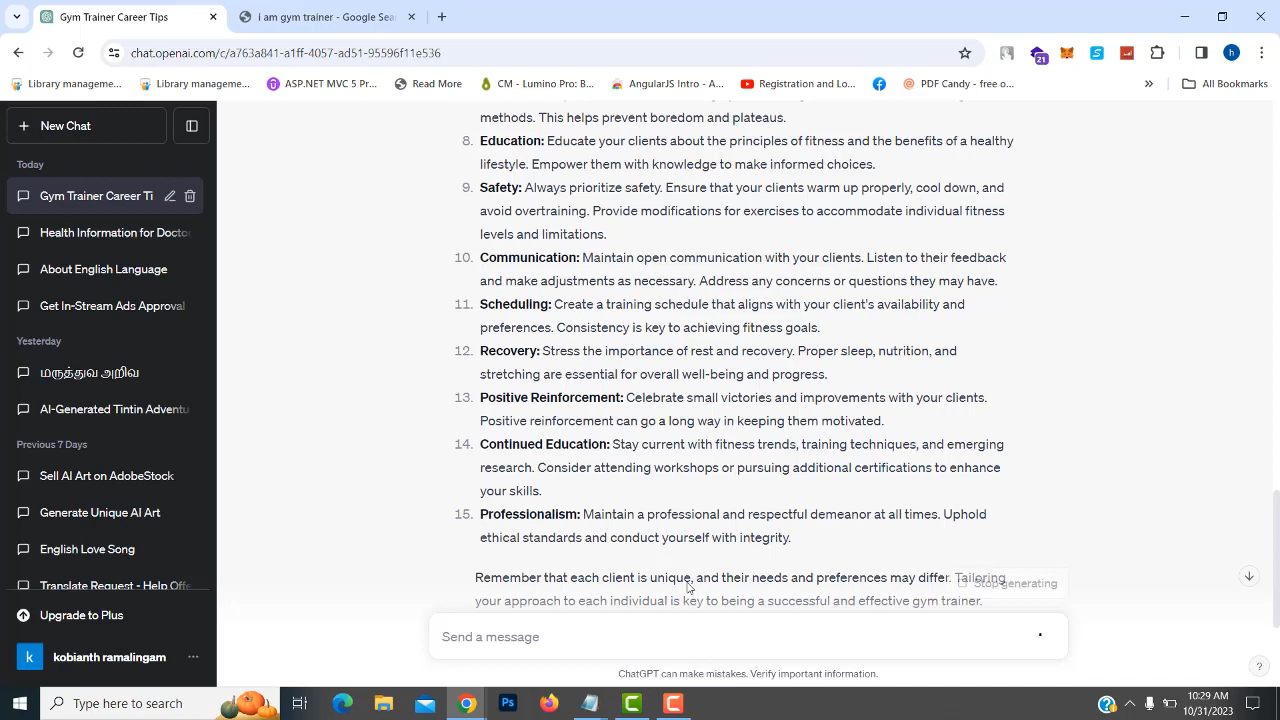 Gym Trainer Career Tips
i am gym trainer - Google Sea
chat.openai.com/c/a763a841-a1ff-4057-ad51-95596f11e536
21
h
Library manageme...
Library manageme...
ASP.NET MVC 5 Pr...
Read More
CM - Lumino Pro: B...
AngularJS Intro - A...
Registration and Lo...
PDF Candy - free o...
»
All Bookmarks
New Chat
Today
Gym Trainer Career Ti
Health Information for Docto
About English Language
Get In-Stream Ads Approval
Yesterday
மருத்துவ அறிவு
AI-Generated Tintin Adventu
Previous 7 Days
Sell AI Art on AdobeStock
Generate Unique AI Art
English Love Song
Translate Request - Help Offe
Upgrade to Plus
k kobianth ramalingam ...
methods. This helps prevent boredom and plateaus.
8. Education: Educate your clients about the principles of fitness and the benefits of a healthy
lifestyle. Empower them with knowledge to make informed choices.
9. Safety: Always prioritize safety. Ensure that your clients warm up properly, cool down, and
avoid overtraining. Provide modifications for exercises to accommodate individual fitness
levels and limitations.
10. Communication: Maintain open communication with your clients. Listen to their feedback
and make adjustments as necessary. Address any concerns or questions they may have.
11. Scheduling: Create a training schedule that aligns with your client's availability and
preferences. Consistency is key to achieving fitness goals.
12. Recovery: Stress the importance of rest and recovery. Proper sleep, nutrition, and
stretching are essential for overall well-being and progress.
13. Positive Reinforcement: Celebrate small victories and improvements with your clients.
Positive reinforcement can go a long way in keeping them motivated.
14. Continued Education: Stay current with fitness trends, training techniques, and emerging
research. Consider attending workshops or pursuing additional certifications to enhance
your skills.
15. Professionalism: Maintain a professional and respectful demeanor at all times. Uphold
ethical standards and conduct yourself with integrity.
Remember that each client is unique, and their needs and preferences may differ. Tailoring
Stop generating
your approach to each individual is key to being a successful and effective gym trainer.
Send a message
ChatGPT can make mistakes. Verify important information.
?
Type here to search
Ps
10:29 AM
10/31/2023